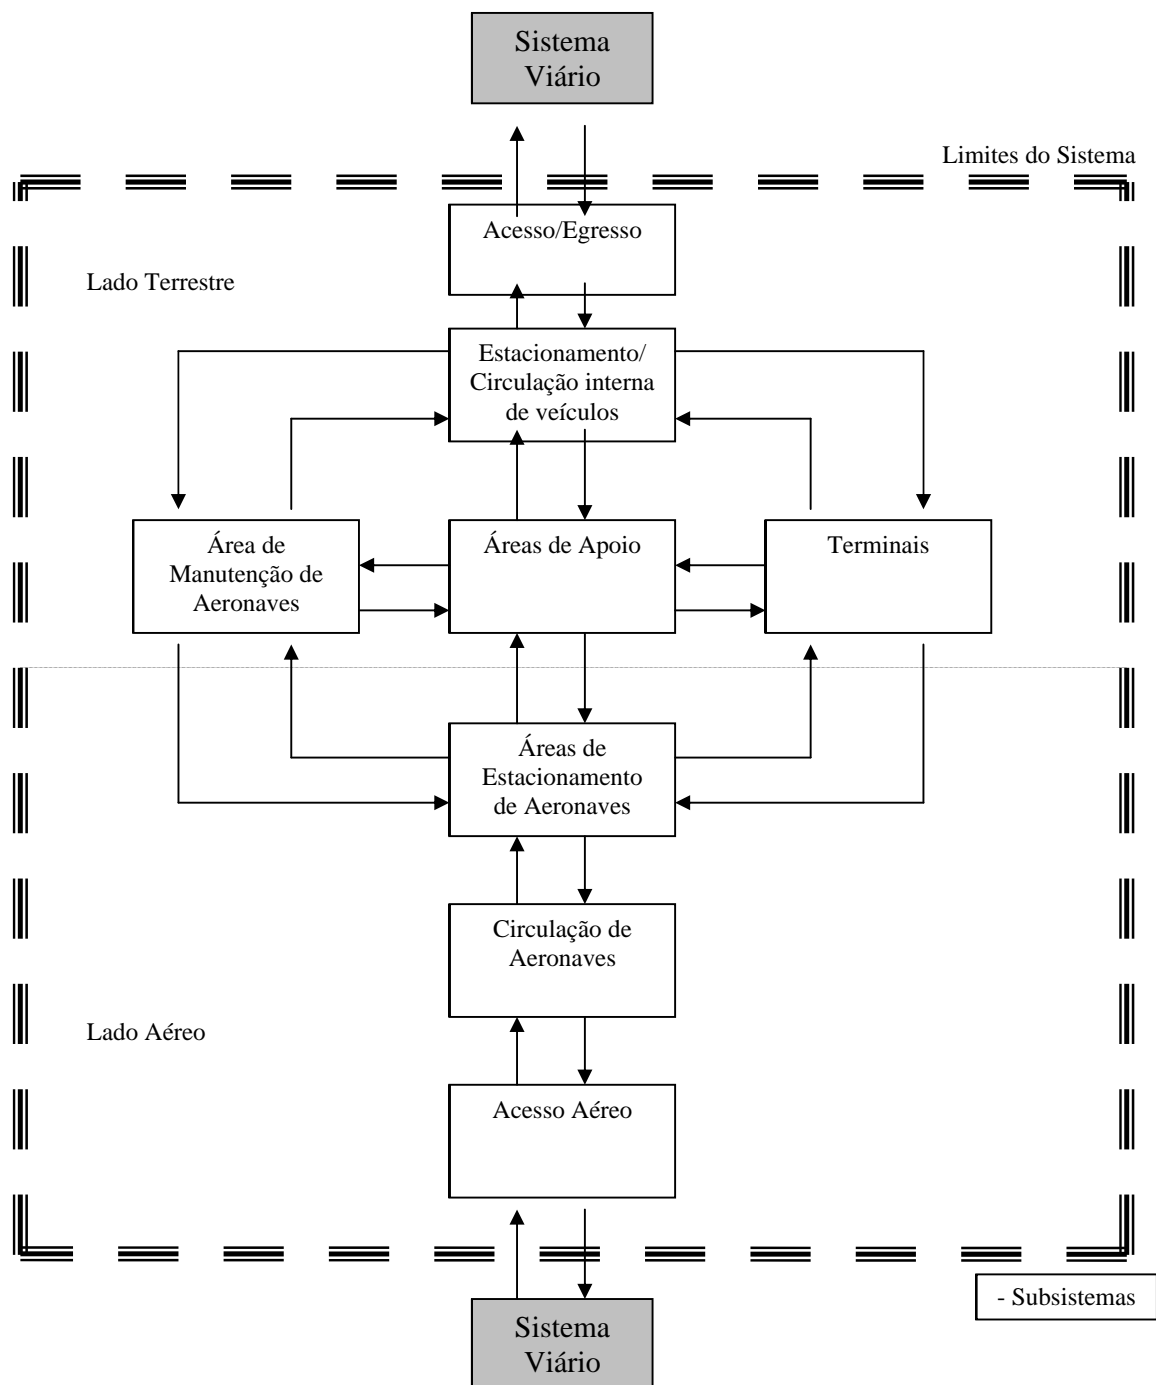 Sistema
Viário
Limites do Sistema
Acesso/Egresso
Lado Terrestre
Estacionamento/
Circulação interna
de veículos
Área de
Manutenção de
Aeronaves
Áreas de Apoio
Terminais
Áreas de
Estacionamento
de Aeronaves
Circulação de
Aeronaves
Lado Aéreo
Acesso Aéreo
- Subsistemas
Sistema
Viário